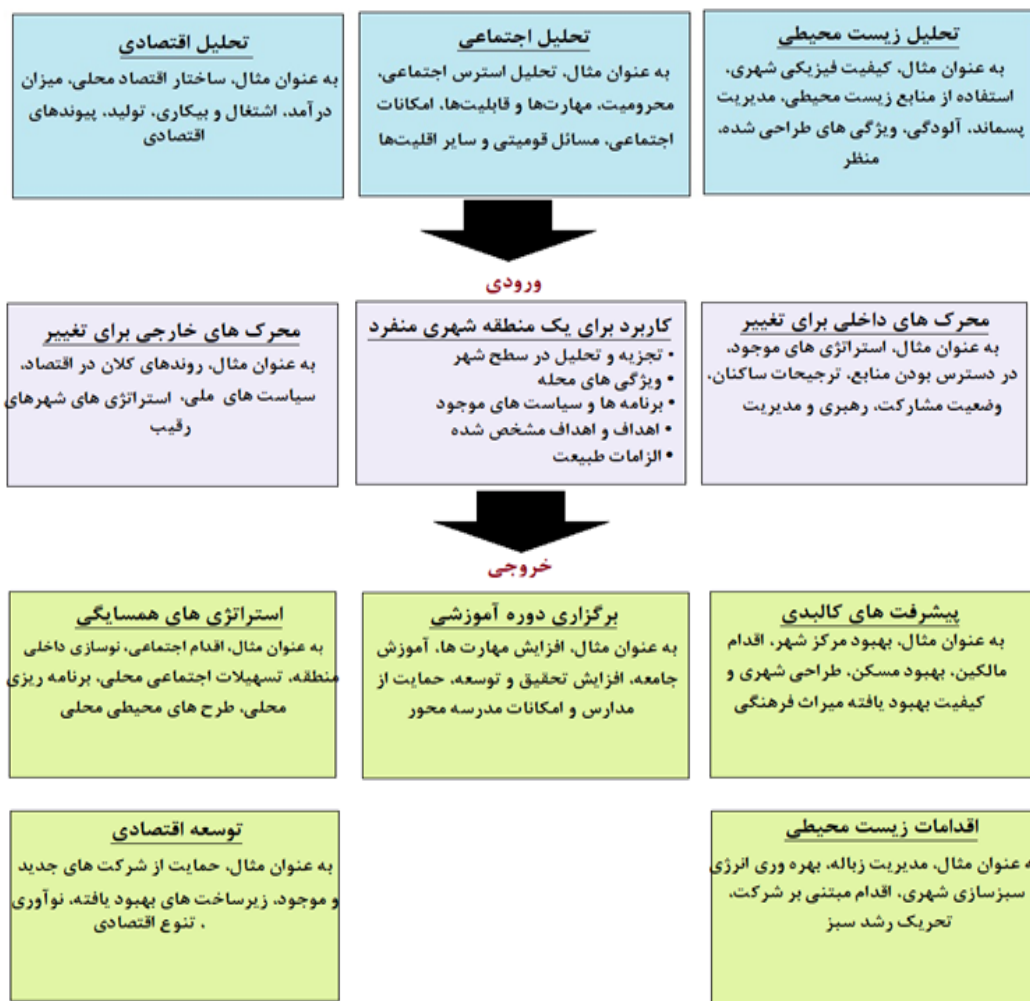 تحلیل زیست محیطی
به عنوان مثال، کیفیت فیزیکی شهری،
استفاده از منابع زیست محیطی، مدیریت
پسماند، آلودگی، ویژگی های طراحی شده،
منظر
تحلیل اجتماعی
به عنوان مثال، تحلیل استرس اجتماعی،
محرومیت، مهارت‌ها و قابلیت‌ها، امکانات
اجتماعی، مسائل قومیتی و سایر اقلیت‌ها
تحلیل اقتصادی
به عنوان مثال، ساختار اقتصاد محلی، میزان
درآمد، اشتغال و بیکاری، تولید، پیوندهای
اقتصادی
ورودی
محرک های داخلی برای تغییر
به عنوان مثال، استراتژی های موجود،
در دسترس بودن منابع، ترجیحات ساکنان،
وضعیت مشارکت، رهبری و مدیریت
کاربرد برای یک منطقه شهری منفرد
• تجزیه و تحلیل در سطح شهر
• ویژگی های محله
• برنامه ها و سیاست های موجود
• اهداف و اهداف مشخص شده
• الزامات طبیعت
محرک های خارجی برای تغییر
به عنوان مثال، روندهای کلان در اقتصاد،
سیاست های ملی، استراتژی های شهرهای
رقیب
خروجی
پیشرفت های کالبدی
به عنوان مثال، بهبود مرکز شهر، اقدام
مالکین، بهبود مسکن، طراحی شهری و
کیفیت بهبود یافته میراث فرهنگی
برگزاری دوره آموزشی
به عنوان مثال، افزایش مهارت ها، آموزش
جامعه، افزایش تحقیق و توسعه، حمایت از
مدارس و امکانات مدرسه محور
استراتژی های همسایگی
به عنوان مثال، اقدام اجتماعی، نوسازی داخلی
منطقه، تسهیلات اجتماعی محلی، برنامه ریزی
محلی، طرح های محیطی محلی
اقدامات زیست محیطی
به عنوان مثال، مدیریت زباله، بهره وری انرژی
سبزسازی شهری، اقدام مبتنی بر شرکت،
تحریک رشد سبز
توسعه اقتصادی
به عنوان مثال، حمایت از شرکت های جدید
و موجود، زیرساخت های بهبود یافته، نوآوری
، تنوع اقتصادی